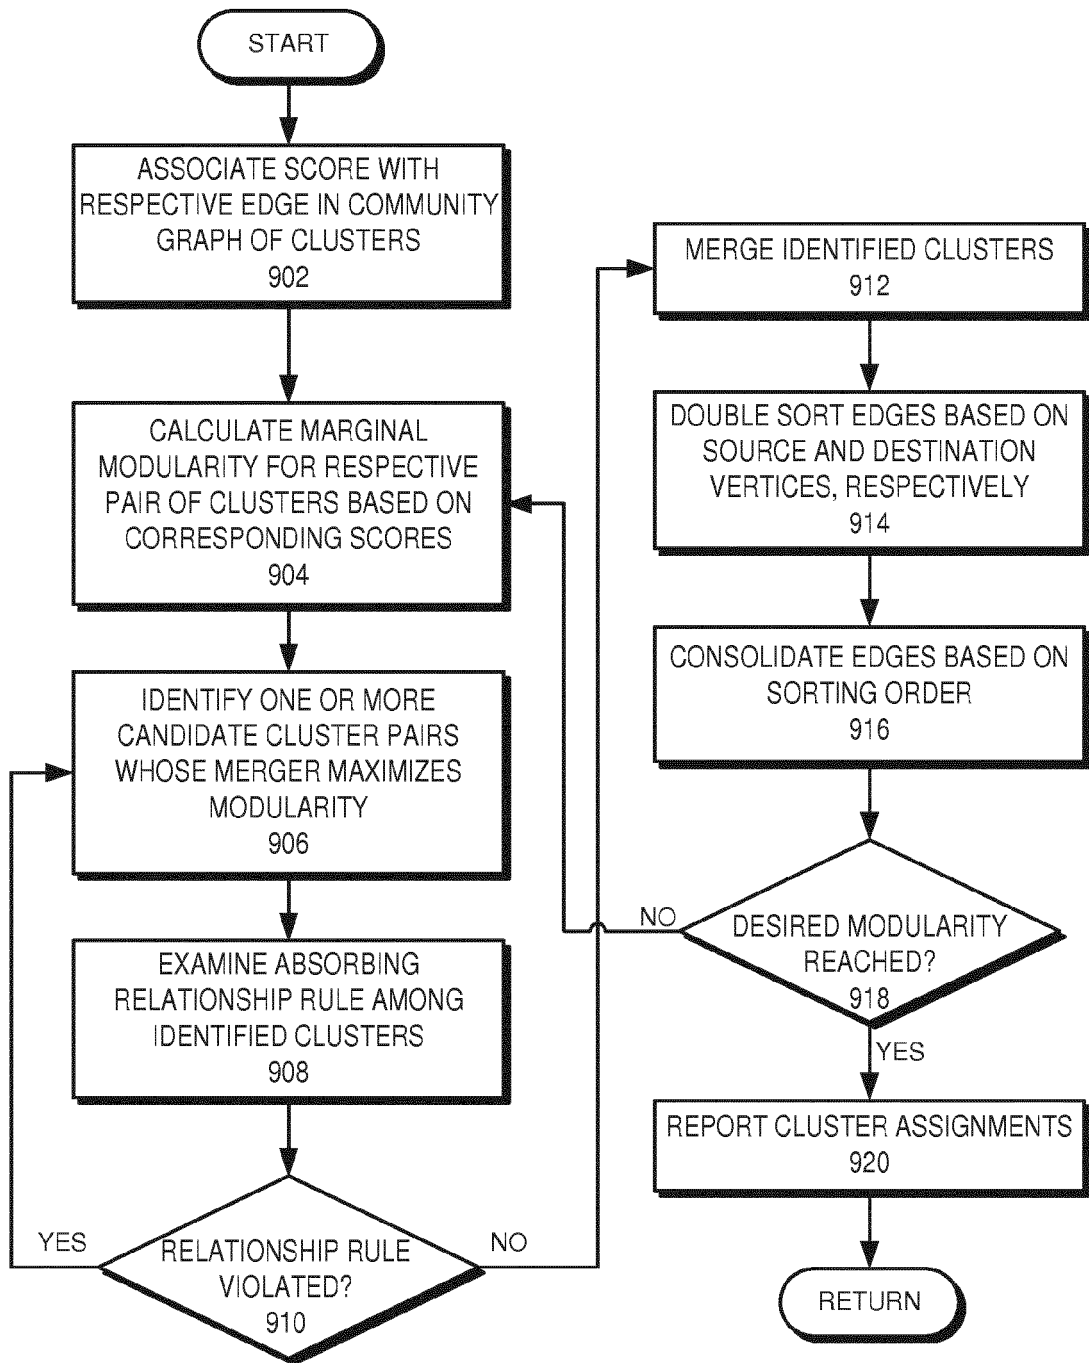 START
ASSOCIATE SCORE WITH
RESPECTIVE EDGE IN COMMUNITY
GRAPH OF CLUSTERS
902
CALCULATE MARGINAL
MODULARITY FOR RESPECTIVE
PAIR OF CLUSTERS BASED ON
CORRESPONDING SCORES
904
IDENTIFY ONE OR MORE
CANDIDATE CLUSTER PAIRS
WHOSE MERGER MAXIMIZES
MODULARITY
906
EXAMINE ABSORBING
RELATIONSHIP RULE AMONG
IDENTIFIED CLUSTERS
908
YES
RELATIONSHIP RULE
VIOLATED?
910
NO
MERGE IDENTIFIED CLUSTERS
912
DOUBLE SORT EDGES BASED ON
SOURCE AND DESTINATION
VERTICES, RESPECTIVELY
914
CONSOLIDATE EDGES BASED ON
SORTING ORDER
916
NO
DESIRED MODULARITY
REACHED?
918
YES
REPORT CLUSTER ASSIGNMENTS
920
RETURN